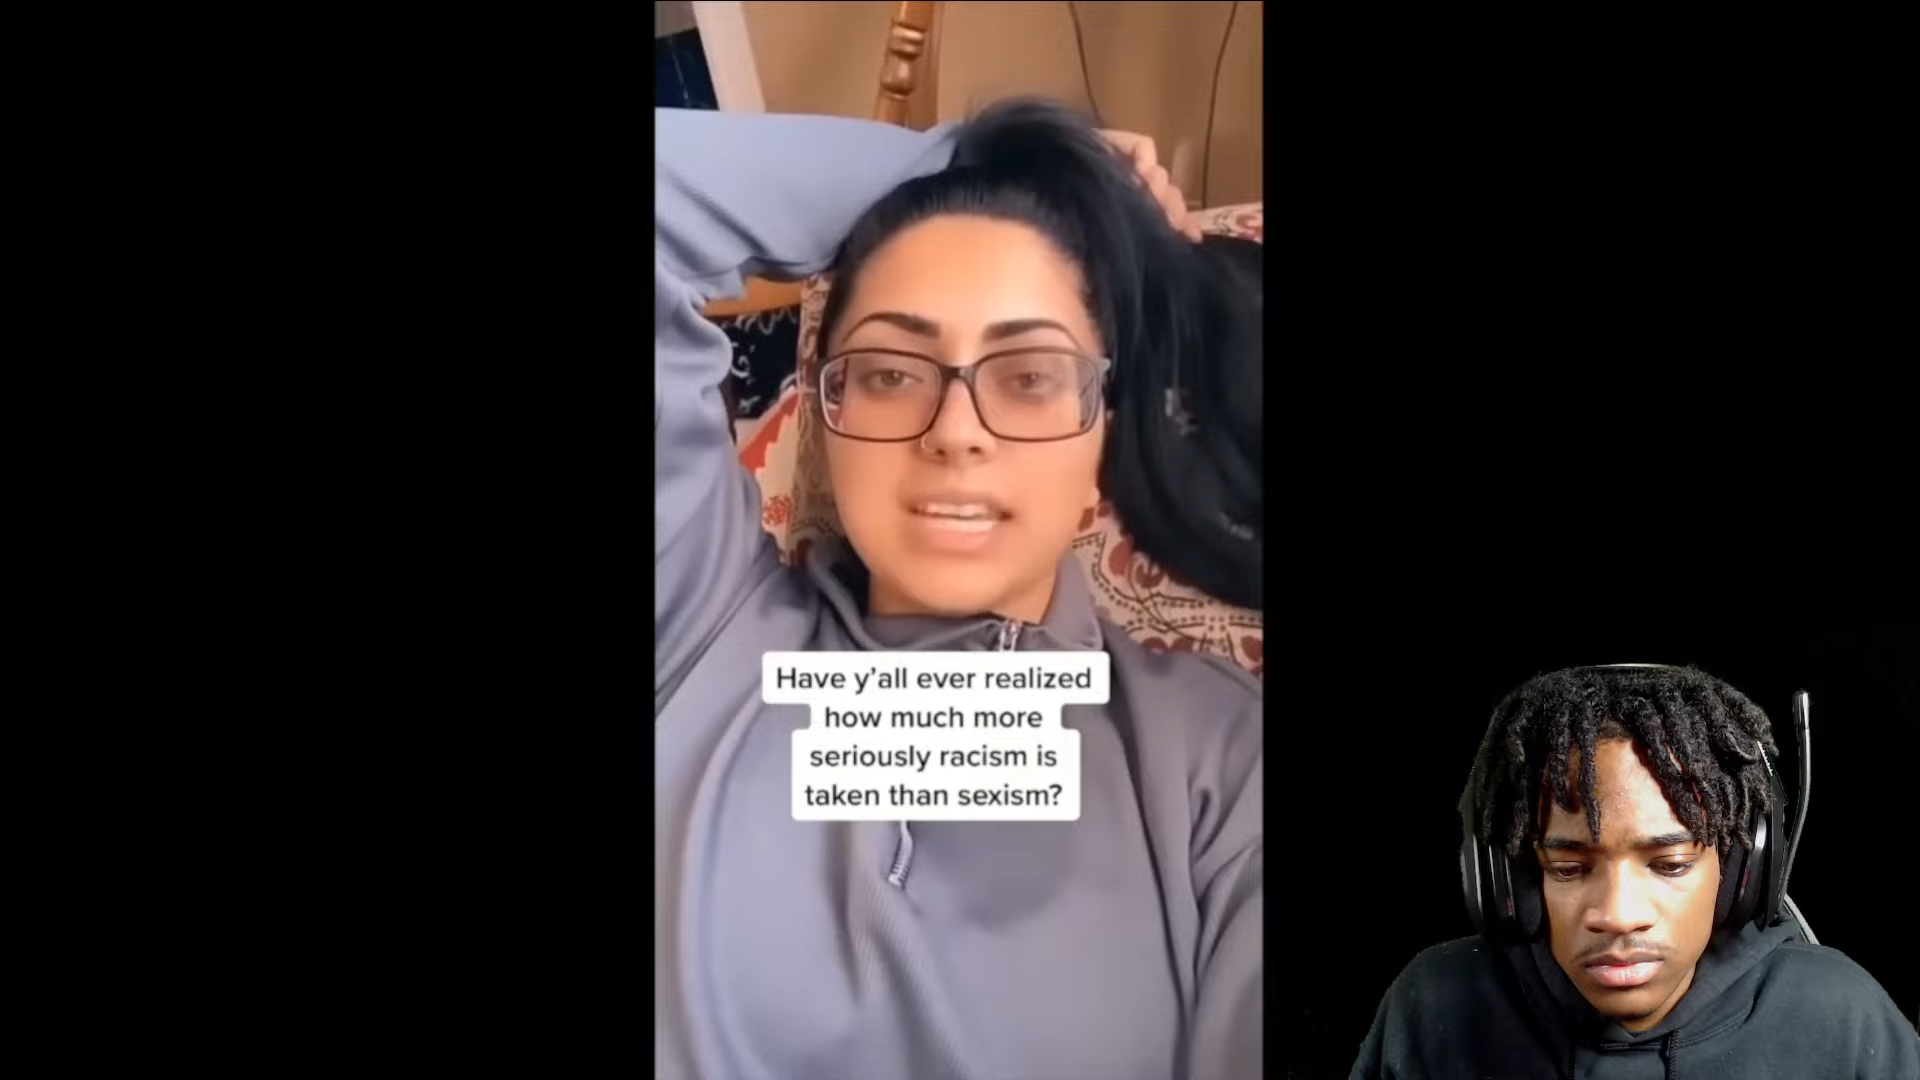 Have y’all ever realized
how much more
seriously racism is
taken than sexism?